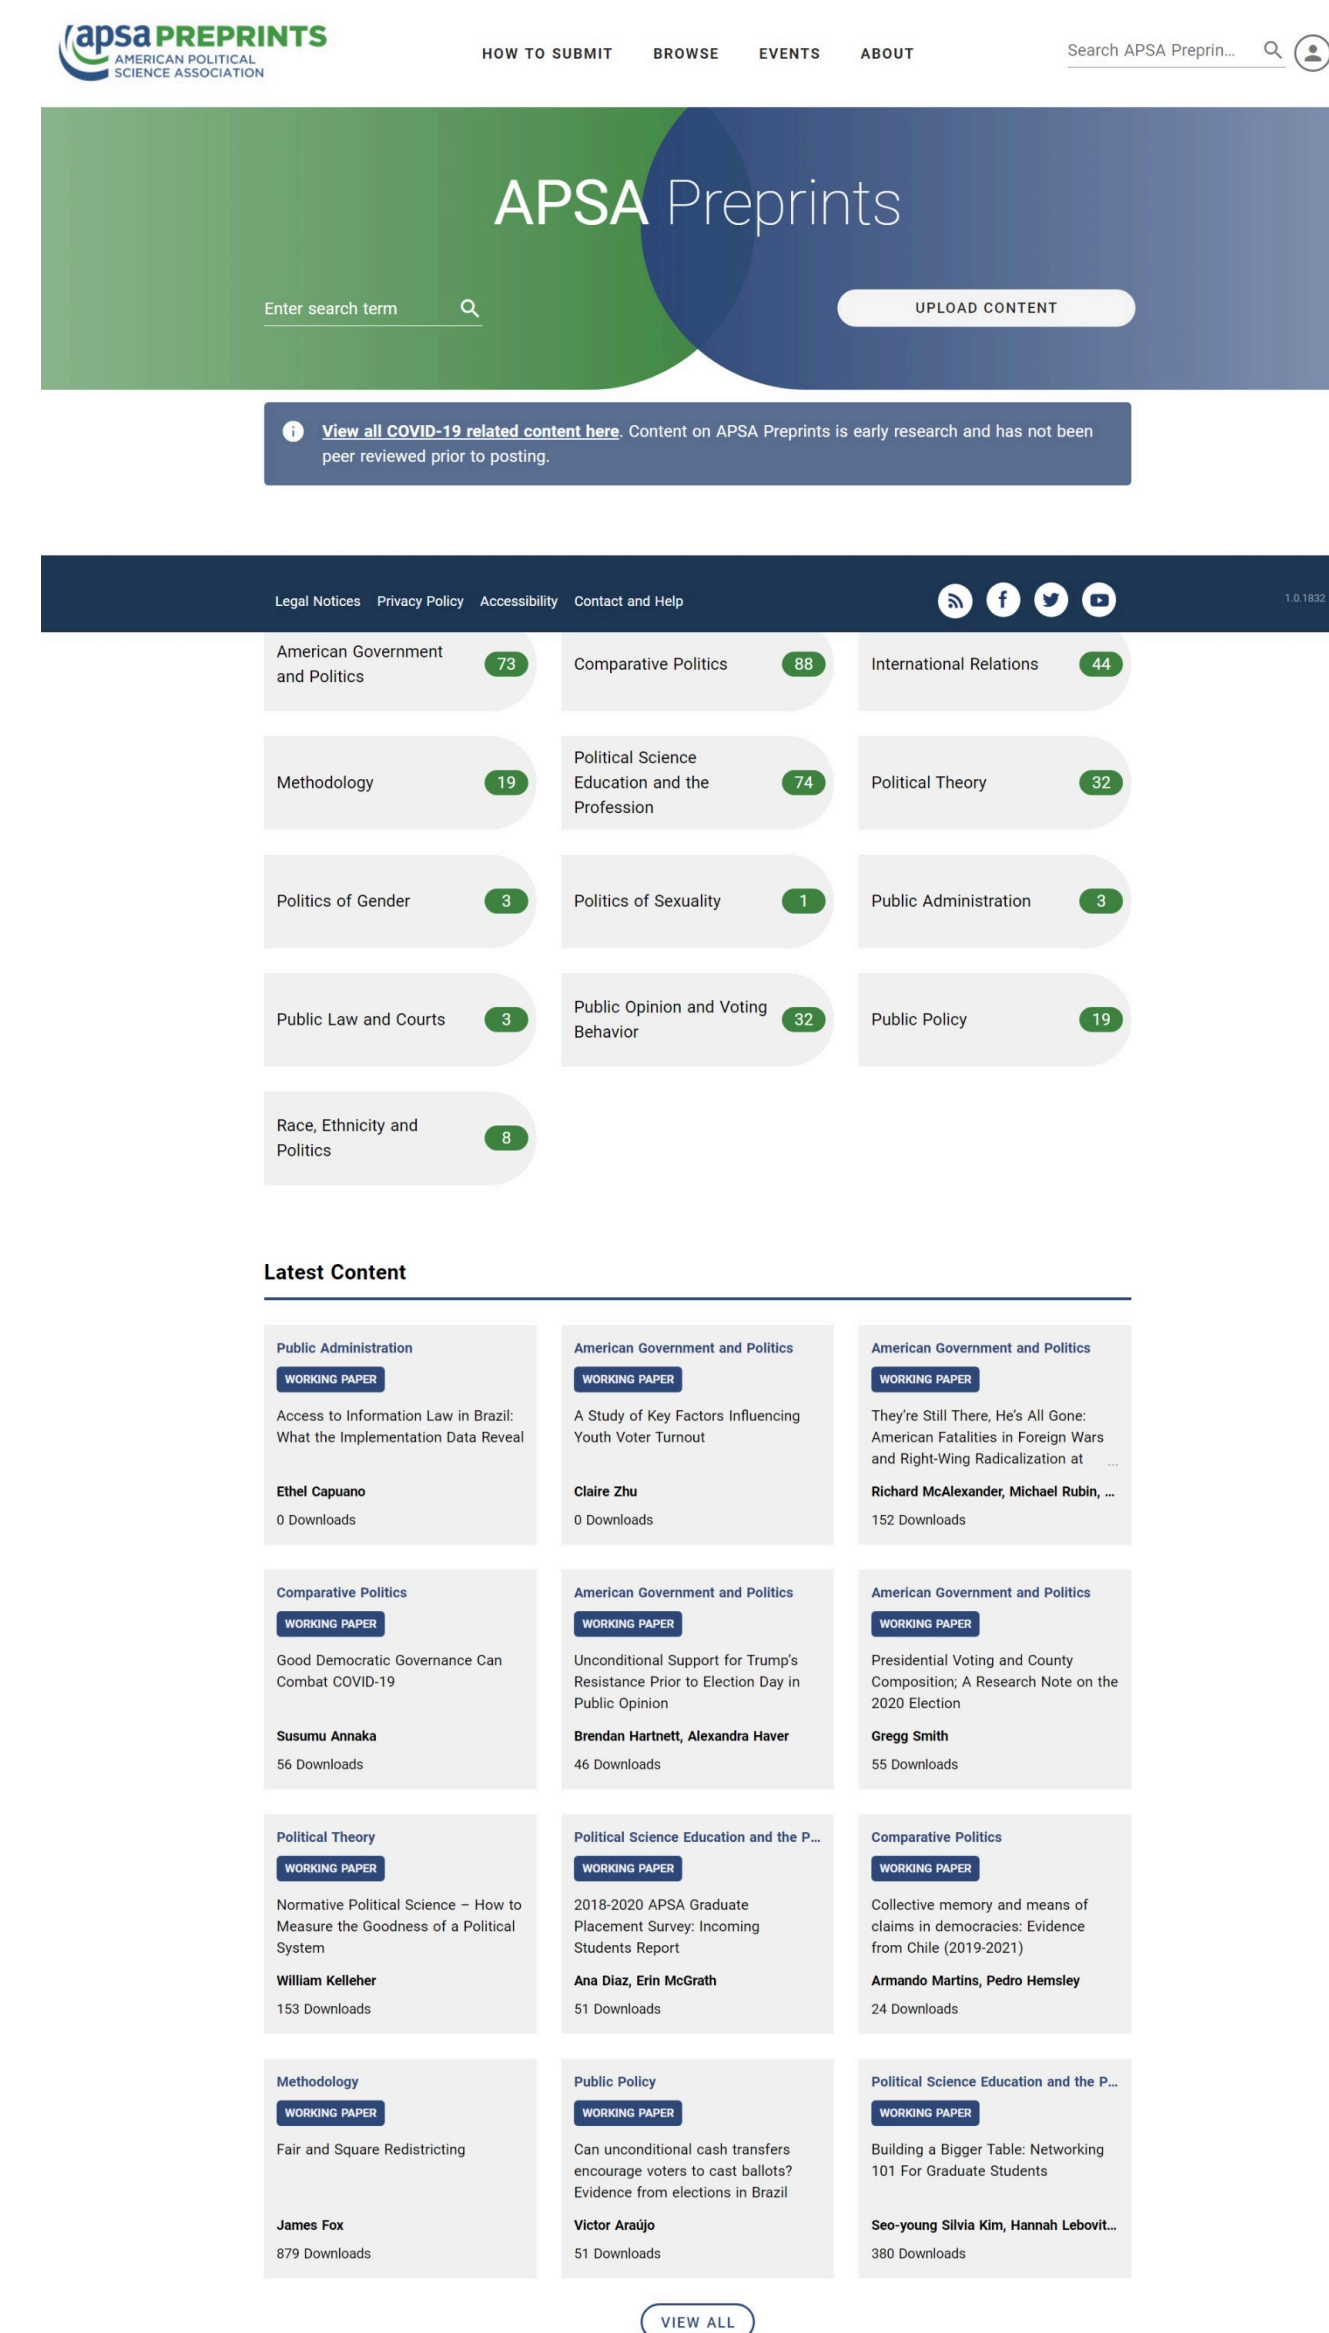 apsa PREPRINTS
AMERICAN POLITICAL
SCIENCE ASSOCIATION
HOW TO SUBMIT BROWSE EVENTS ABOUT
Search APSA Preprin...
APSA Preprints
Enter search term
UPLOAD CONTENT
View all COVID-19 related content here. Content on APSA Preprints is early research and has not been
peer reviewed prior to posting.
Legal Notices Privacy Policy Accessibility Contact and Help
1.0.1832
American Government
and Politics
73
Comparative Politics
88
International Relations
44
Methodology
19
Political Science
Education and the
Profession
74
Political Theory
32
Politics of Gender
3
Politics of Sexuality
1
Public Administration
3
Public Law and Courts
3
Public Opinion and Voting
Behavior
32
Public Policy
19
Race, Ethnicity and
Politics
8
Latest Content
Public Administration
WORKING PAPER
Access to Information Law in Brazil:
What the Implementation Data Reveal
Ethel Capuano
0 Downloads
American Government and Politics
WORKING PAPER
A Study of Key Factors Influencing
Youth Voter Turnout
Claire Zhu
0 Downloads
American Government and Politics
WORKING PAPER
They’re Still There, He’s All Gone:
American Fatalities in Foreign Wars
and Right-Wing Radicalization at ...
Richard McAlexander, Michael Rubin, ...
152 Downloads
Comparative Politics
WORKING PAPER
Good Democratic Governance Can
Combat COVID-19
Susumu Annaka
56 Downloads
American Government and Politics
WORKING PAPER
Unconditional Support for Trump’s
Resistance Prior to Election Day in
Public Opinion
Brendan Hartnett, Alexandra Haver
46 Downloads
American Government and Politics
WORKING PAPER
Presidential Voting and County
Composition; A Research Note on the
2020 Election
Gregg Smith
55 Downloads
Political Theory
WORKING PAPER
Normative Political Science – How to
Measure the Goodness of a Political
System
William Kelleher
153 Downloads
Political Science Education and the P...
WORKING PAPER
2018-2020 APSA Graduate
Placement Survey: Incoming
Students Report
Ana Diaz, Erin McGrath
51 Downloads
Comparative Politics
WORKING PAPER
Collective memory and means of
claims in democracies: Evidence
from Chile (2019-2021)
Armando Martins, Pedro Hemsley
24 Downloads
Methodology
WORKING PAPER
Fair and Square Redistricting
James Fox
879 Downloads
Public Policy
WORKING PAPER
Can unconditional cash transfers
encourage voters to cast ballots?
Evidence from elections in Brazil
Victor Araújo
51 Downloads
Political Science Education and the P...
WORKING PAPER
Building a Bigger Table: Networking
101 For Graduate Students
Seo-young Silvia Kim, Hannah Lebovit...
380 Downloads
VIEW ALL